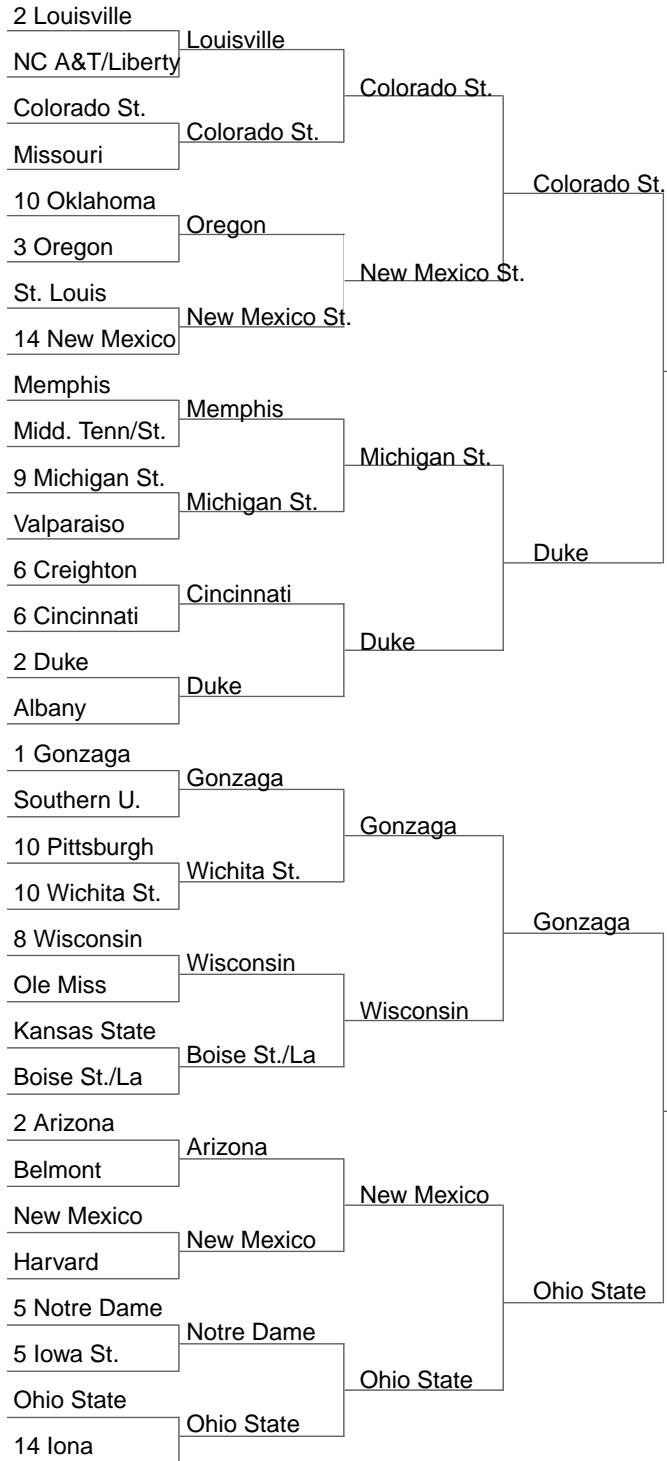 2 Louisville
NC A&T/Liberty
Colorado St.
Missouri
10 Oklahoma
3 Oregon
St. Louis
14 New Mexico
Memphis
Midd. Tenn/St.
9 Michigan St.
Valparaiso
6 Creighton
6 Cincinnati
2 Duke
Albany
1 Gonzaga
Southern U.
10 Pittsburgh
10 Wichita St.
8 Wisconsin
Ole Miss
Kansas State
Boise St./La
2 Arizona
Belmont
New Mexico
Harvard
5 Notre Dame
5 Iowa St.
Ohio State
14 Iona
Louisville
Colorado St.
Oregon
New Mexico St.
Memphis
Michigan St.
Cincinnati
Duke
Gonzaga
Wichita St.
Wisconsin
Boise St./La
Arizona
New Mexico
Notre Dame
Ohio State
Colorado St.
New Mexico St.
Michigan St.
Duke
Gonzaga
Wisconsin
New Mexico
Ohio State
Colorado St.
Duke
Gonzaga
Ohio State